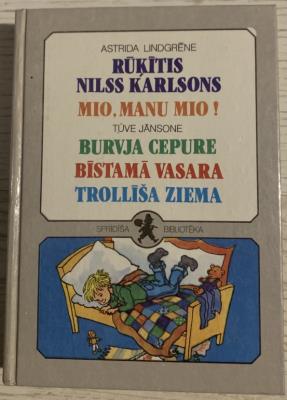 ASTRIDA LINDGRĒNE
RŪĶĪTIS
NILSS KARLSONS
MIO, MANU MIO !
TŪVE JĀNSONE
BURVJA CEPURE
BĪSTAMĀ VASARA
TROLLĪŠA ZIEMA
SPRĪDĪŠA BIBLIOTĒKA